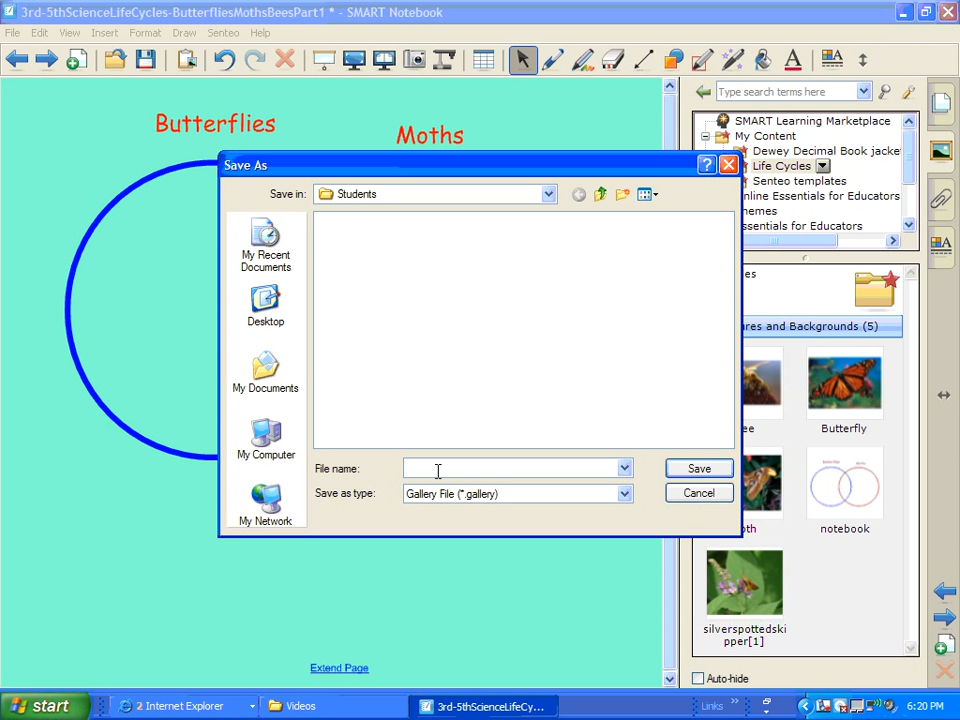 3rd-5thScienceLifeCycles-ButterfliesMothsBeesPart1 * - SMART Notebook
File Edit View Insert Format Draw Senteo Help
Type search terms here
SMART Learning Marketplace
My Content
Dewey Decimal Book jacke
Life Cycles
Senteo templates
nline Essentials for Educators
hemes
ssentials for Educators
Butterflies
Moths
Save As
Save in:
Students
My Recent
Documents
Desktop
My Documents
My Computer
My Network
File name:
Save
Save as type:
Gallery File (*.gallery)
Cancel
es
ures and Backgrounds (5)
ee
Butterfly
oth
notebook
silverspottedski
pper[1]
Extend Page
Auto-hide
start
2 Internet Explorer
Videos
3rd-5thScienceLifeCy...
Links
6:20 PM